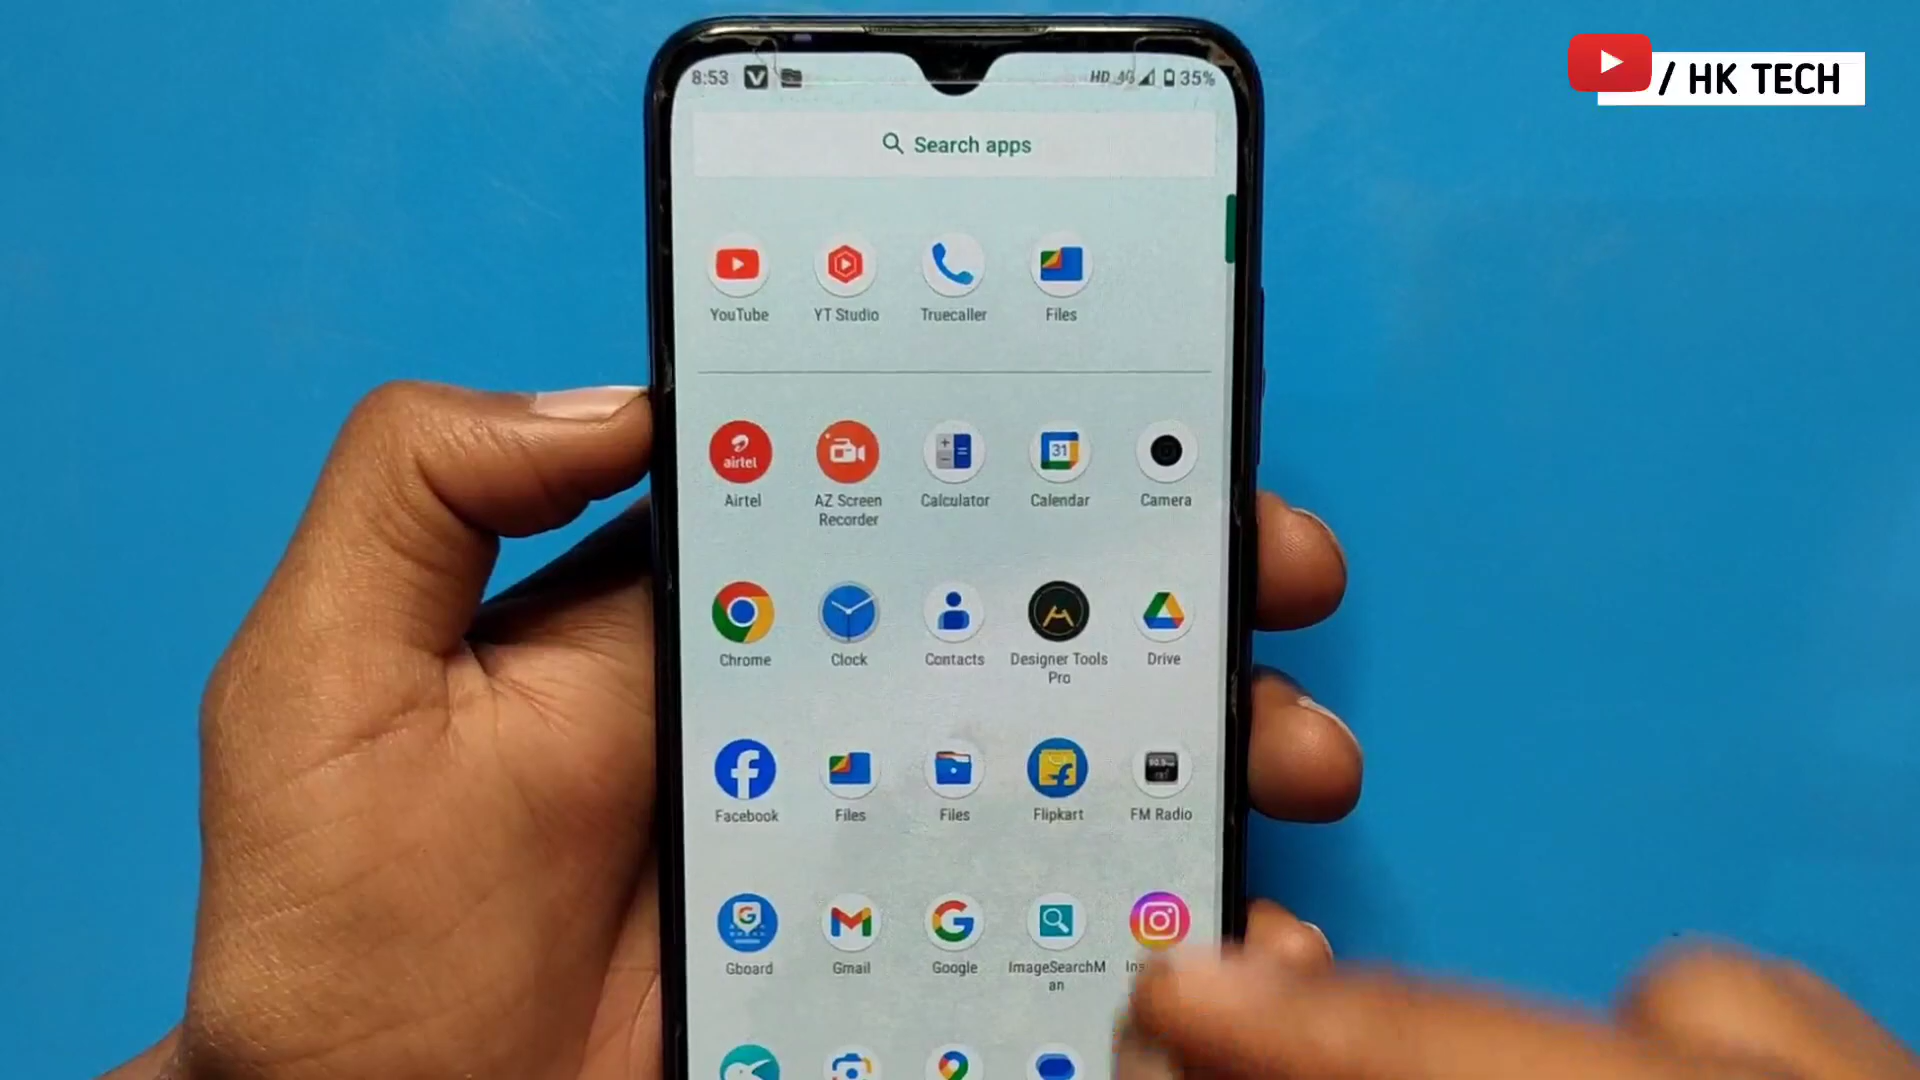 / HK TECH
8:53 HD 4G 35%
Search apps
YouTube YT Studio Truecaller Files
airtel 31
Airtel AZ Screen Calculator Calendar Camera
Recorder
Chrome Clock Contacts Designer Tools Drive
Pro
Facebook Files Files Flipkart FM Radio
Gboard Gmail Google ImageSearchM
an